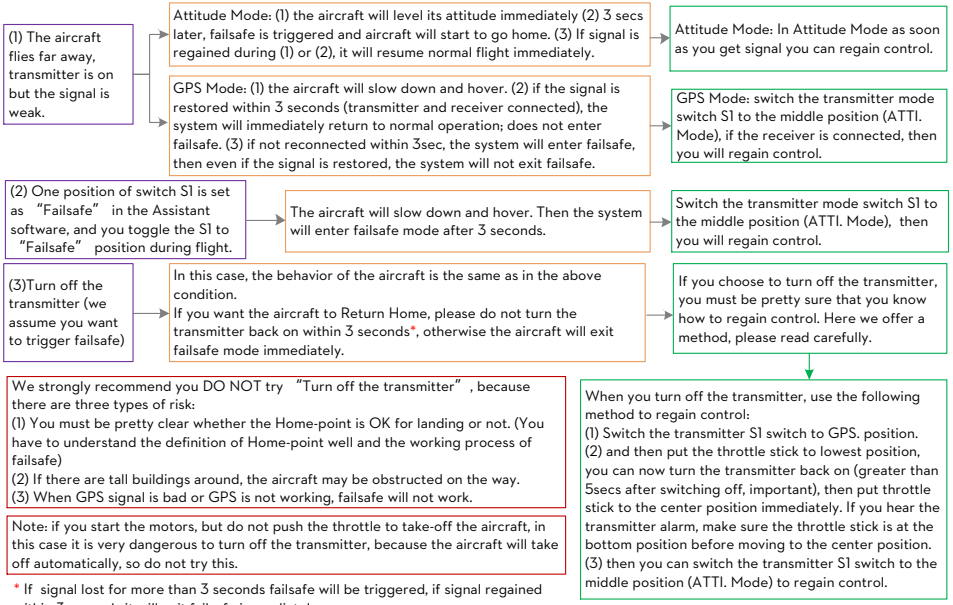 (1) The aircraft
flies far away,
transmitter is on
but the signal is
weak.
Attitude Mode: (1) the aircraft will level its attitude immediately (2) 3 secs
later, failsafe is triggered and aircraft will start to go home. (3) If signal is
regained during (1) or (2), it will resume normal flight immediately.
Attitude Mode: In Attitude Mode as soon
as you get signal you can regain control.
GPS Mode: (1) the aircraft will slow down and hover. (2) if the signal is
restored within 3 seconds (transmitter and receiver connected), the
system will immediately return to normal operation; does not enter
failsafe. (3) if not reconnected within 3sec, the system will enter failsafe,
then even if the signal is restored, the system will not exit failsafe.
GPS Mode: switch the transmitter mode
switch S1 to the middle position (ATTI.
Mode), if the receiver is connected, then
you will regain control.
(2) One position of switch S1 is set
as “Failsafe” in the Assistant
software, and you toggle the S1 to
“Failsafe” position during flight.
The aircraft will slow down and hover. Then the system
will enter failsafe mode after 3 seconds.
Switch the transmitter mode switch S1 to
the middle position (ATTI. Mode), then
you will regain control.
(3)Turn off the
transmitter (we
assume you want
to trigger failsafe)
In this case, the behavior of the aircraft is the same as in the above
condition.
If you want the aircraft to Return Home, please do not turn the
transmitter back on within 3 seconds*, otherwise the aircraft will exit
failsafe mode immediately.
If you choose to turn off the transmitter,
you must be pretty sure that you know
how to regain control. Here we offer a
method, please read carefully.
We strongly recommend you DO NOT try “Turn off the transmitter”, because
there are three types of risk:
(1) You must be pretty clear whether the Home-point is OK for landing or not. (You
have to understand the definition of Home-point well and the working process of
failsafe)
(2) If there are tall buildings around, the aircraft may be obstructed on the way.
(3) When GPS signal is bad or GPS is not working, failsafe will not work.
Note: if you start the motors, but do not push the throttle to take-off the aircraft, in
this case it is very dangerous to turn off the transmitter, because the aircraft will take
off automatically, so do not try this.
* If signal lost for more than 3 seconds failsafe will be triggered, if signal regained
When you turn off the transmitter, use the following
method to regain control:
(1) Switch the transmitter S1 switch to GPS. position.
(2) and then put the throttle stick to lowest position,
you can now turn the transmitter back on (greater than
5secs after switching off, important), then put throttle
stick to the center position immediately. If you hear the
transmitter alarm, make sure the throttle stick is at the
bottom position before moving to the center position.
(3) then you can switch the transmitter S1 switch to the
middle position (ATTI. Mode) to regain control.